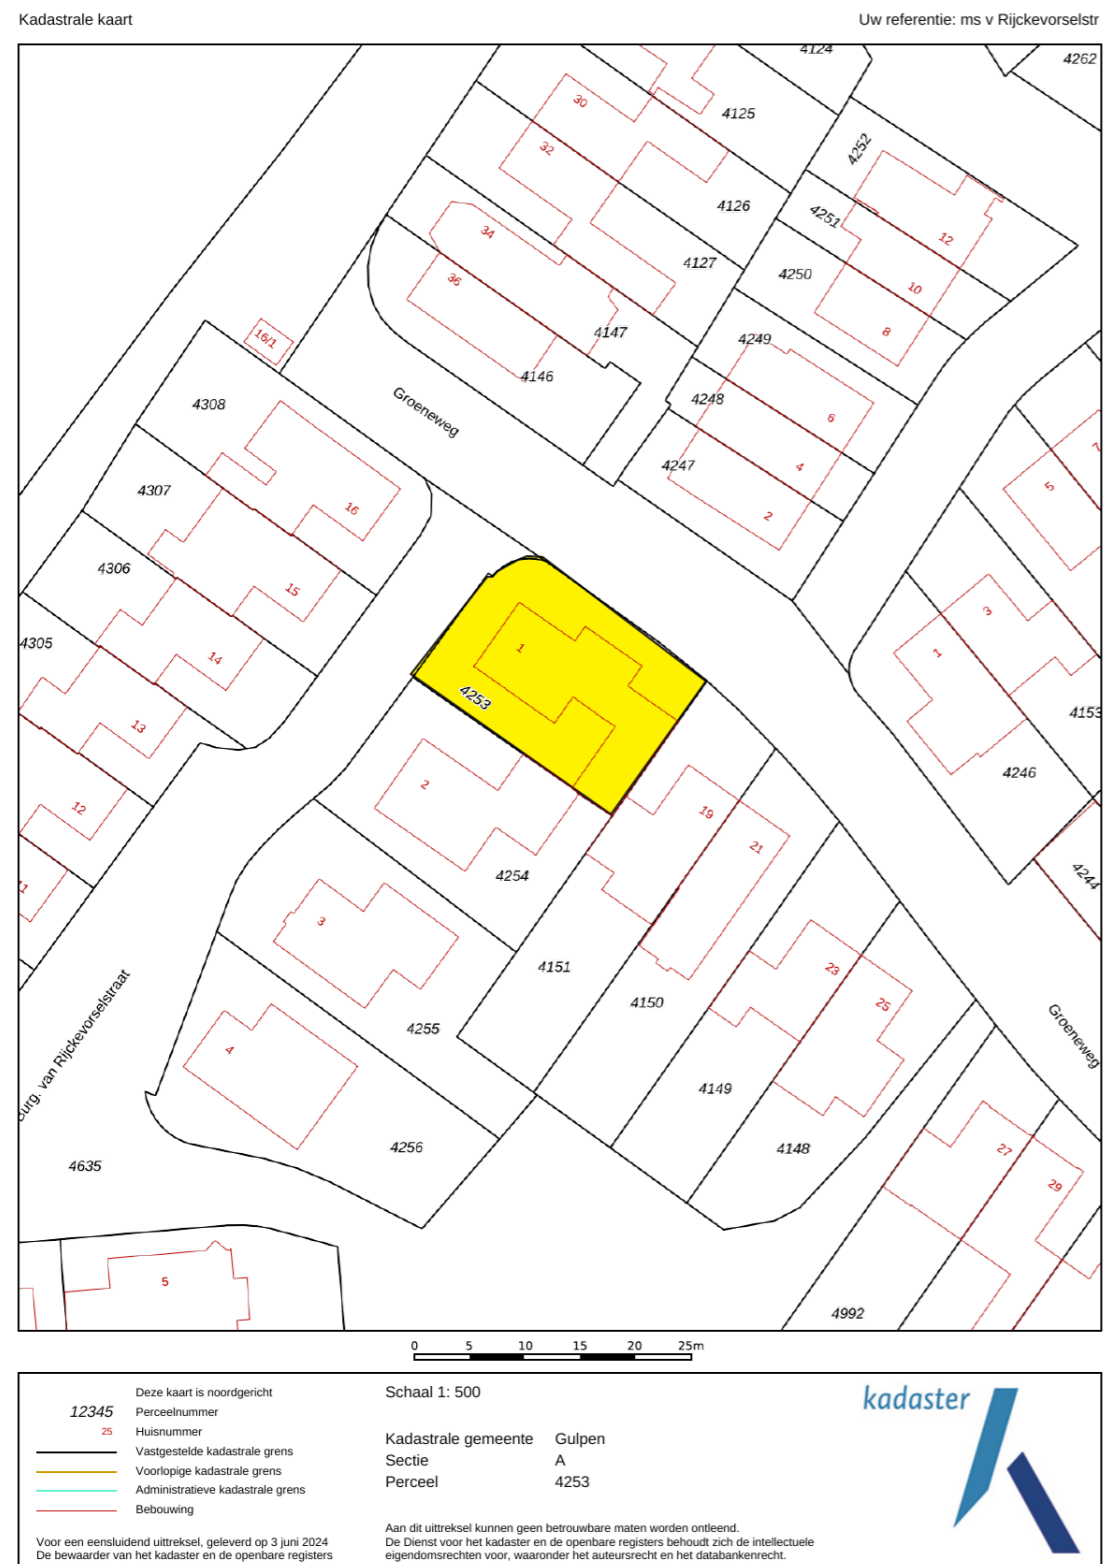 Kadastrale kaart
Uw referentie: ms v Rijckevorselstr
4124
4262
30
4125
32
4252
8
4126
4251
12
34
4127
4250
10
36
8
4147
4249
16/1
4146
4248
4308
Groeneweg
6
7
4247
4
5
4307
16
2
4306
15
3
4305
14
1
1
4253
4153
13
4246
2
12
19
21
4254
4244
11
3
4151
23
25
4150
4255
Groeneweg
4
Burg. van Rijckevorselstraat
4149
4256
4148
27
4635
29
5
4992
0 5 10 15 20 25m
Deze kaart is noordgericht
12345 Perceelnummer
25 Huisnummer
Vastgestelde kadastrale grens
Voorlopige kadastrale grens
Administratieve kadastrale grens
Bebouwing
Voor een eensluidend uittreksel, geleverd op 3 juni 2024
De bewaarder van het kadaster en de openbare registers
Schaal 1: 500
Kadastrale gemeente Gulpen
Sectie A
Perceel 4253
Aan dit uittreksel kunnen geen betrouwbare maten worden ontleend.
De Dienst voor het kadaster en de openbare registers behoudt zich de intellectuele
eigendomsrechten voor, waaronder het auteursrecht en het databankenrecht.
kadaster